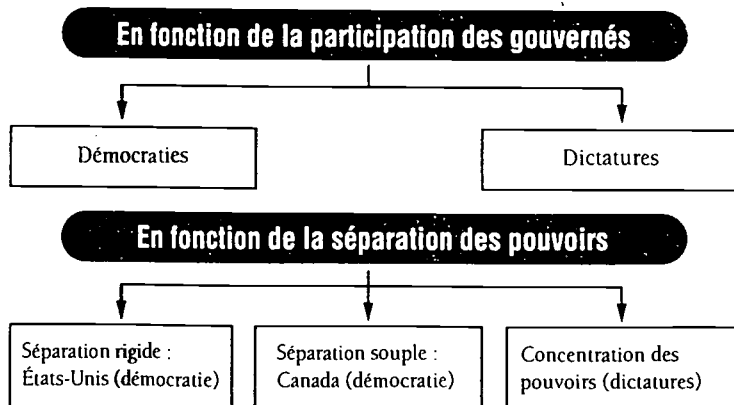 En fonction de la participation des gouvernés
Démocraties
Dictatures
En fonction de la séparation des pouvoirs
Séparation rigide :
États-Unis (démocratie)
Séparation souple :
Canada (démocratie)
Concentration des
pouvoirs (dictatures)